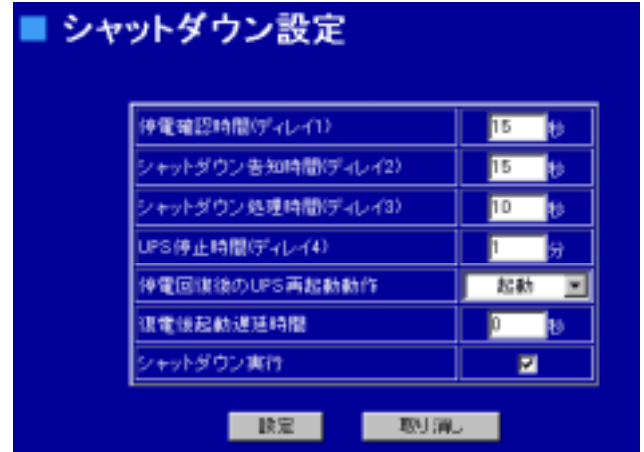 シャットダウン設定
停電確認時間(ディレイ1) 15 秒
シャットダウン告知時間(ディレイ2) 15 秒
シャットダウン処理時間(ディレイ3) 10 秒
UPS停止時間(ディレイ4) 1 分
停電回復後のUPS再起動動作 起動
復電後起動遅延時間 0 秒
シャットダウン実行
設定 取り消し